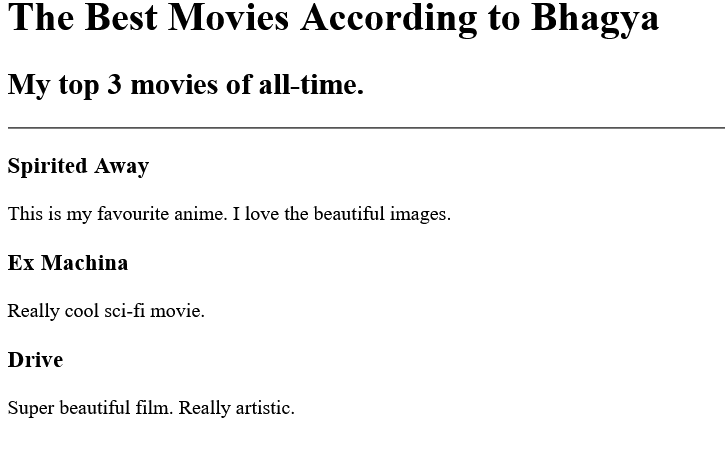 The Best Movies According to Bhagya
My top 3 movies of all-time.
Spirited Away
This is my favourite anime. I love the beautiful images.
Ex Machina
Really cool sci-fi movie.
Drive
Super beautiful film. Really artistic.